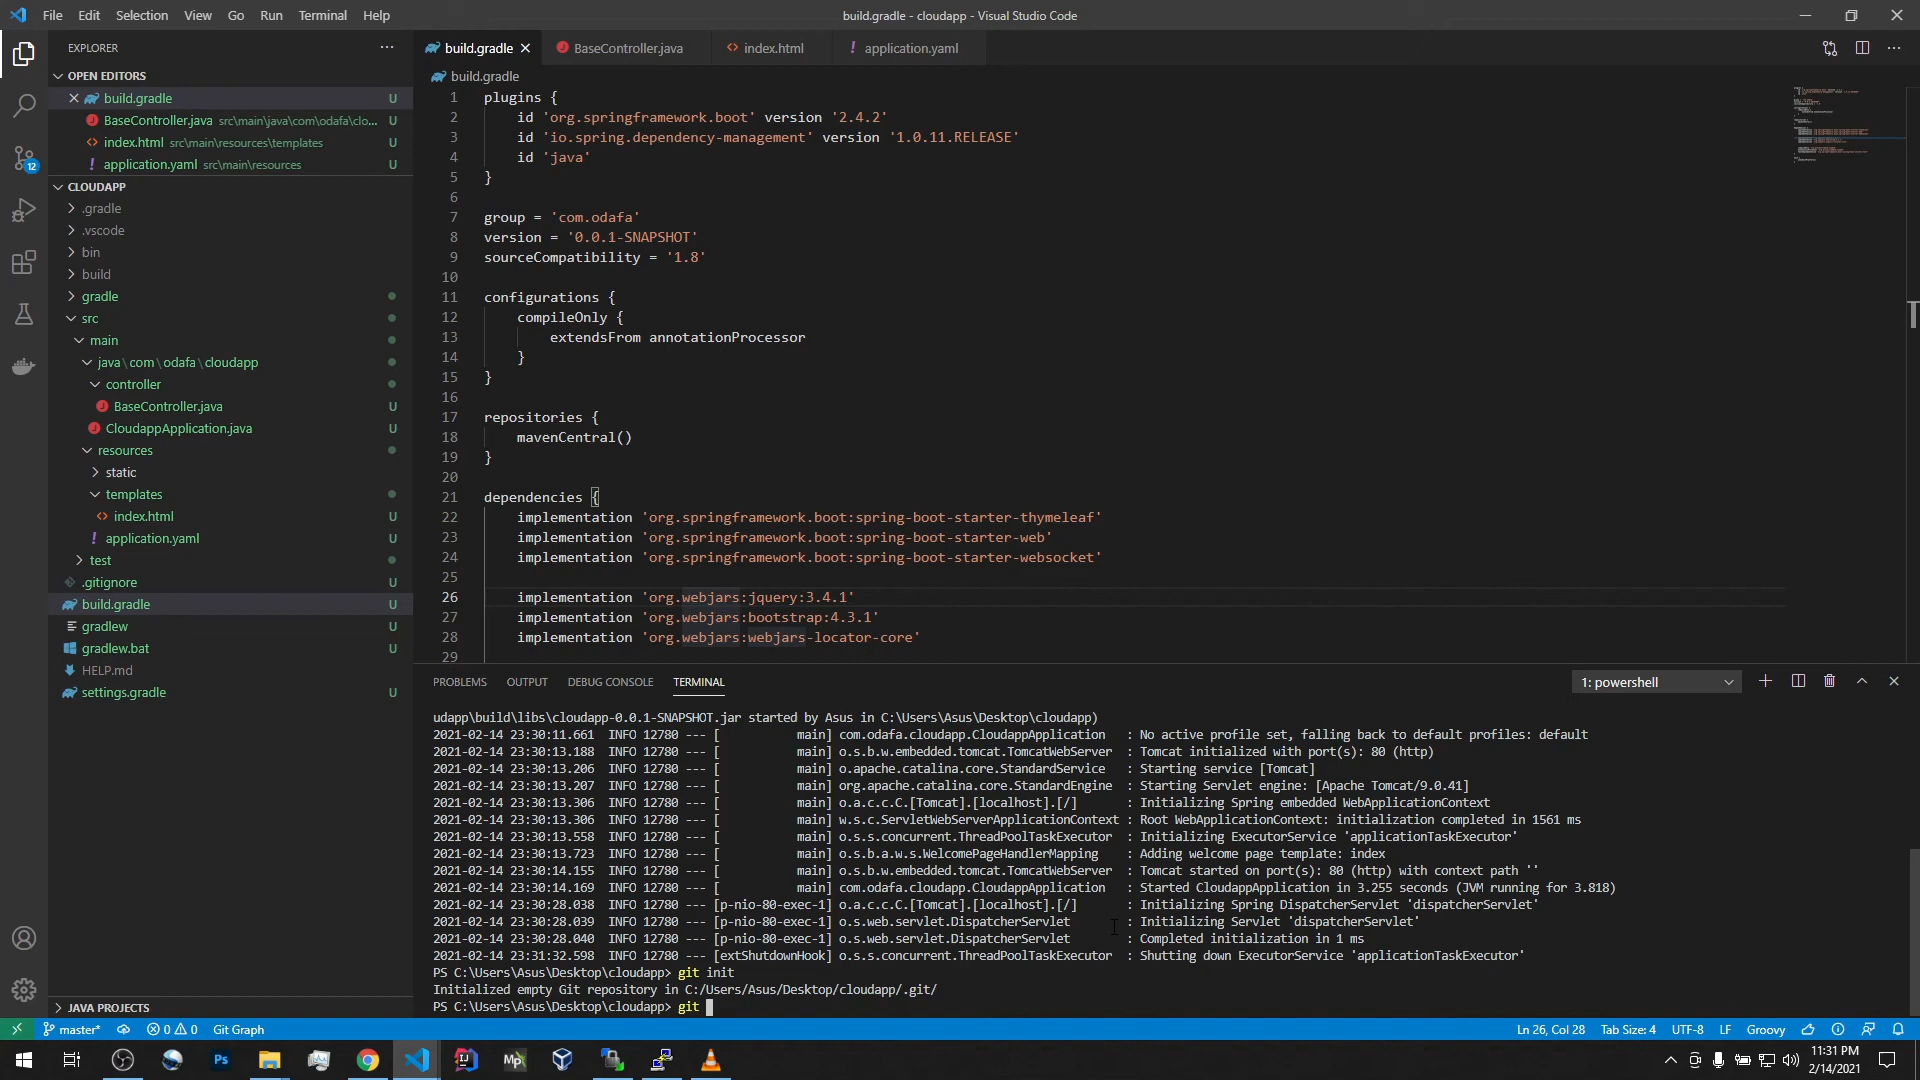 File Edit Selection View Go Run Terminal Help
build.gradle - cloudapp - Visual Studio Code
EXPLORER
OPEN EDITORS
build.gradle U
BaseController.java src\main\java\com\odafa\clo... U
index.html src\main\resources\templates U
application.yaml src\main\resources U
CLOUDAPP
.gradle
.vscode
bin
build
gradle
src
main
java\com\odafa\cloudapp
controller
BaseController.java U
CloudappApplication.java U
resources
static
templates
index.html U
application.yaml U
test
.gitignore U
build.gradle U
gradlew U
gradlew.bat U
HELP.md
settings.gradle U
JAVA PROJECTS
12
build.gradle BaseController.java index.html application.yaml
build.gradle
1 plugins {
2 id 'org.springframework.boot' version '2.4.2'
3 id 'io.spring.dependency-management' version '1.0.11.RELEASE'
4 id 'java'
5 }
6
7 group = 'com.odafa'
8 version = '0.0.1-SNAPSHOT'
9 sourceCompatibility = '1.8'
10
11 configurations {
12 compileOnly {
13 extendsFrom annotationProcessor
14 }
15 }
16
17 repositories {
18 mavenCentral()
19 }
20
21 dependencies {
22 implementation 'org.springframework.boot:spring-boot-starter-thymeleaf'
23 implementation 'org.springframework.boot:spring-boot-starter-web'
24 implementation 'org.springframework.boot:spring-boot-starter-websocket'
25
26 implementation 'org.webjars:jquery:3.4.1'
27 implementation 'org.webjars:bootstrap:4.3.1'
28 implementation 'org.webjars:webjars-locator-core'
29
PROBLEMS OUTPUT DEBUG CONSOLE TERMINAL 1: powershell
udapp\build\libs\cloudapp-0.0.1-SNAPSHOT.jar started by Asus in C:\Users\Asus\Desktop\cloudapp)
2021-02-14 23:30:11.661 INFO 12780 --- [ main] com.odafa.cloudapp.CloudappApplication : No active profile set, falling back to default profiles: default
2021-02-14 23:30:13.188 INFO 12780 --- [ main] o.s.b.w.embedded.tomcat.TomcatWebServer : Tomcat initialized with port(s): 80 (http)
2021-02-14 23:30:13.206 INFO 12780 --- [ main] o.apache.catalina.core.StandardService : Starting service [Tomcat]
2021-02-14 23:30:13.207 INFO 12780 --- [ main] org.apache.catalina.core.StandardEngine : Starting Servlet engine: [Apache Tomcat/9.0.41]
2021-02-14 23:30:13.306 INFO 12780 --- [ main] o.a.c.c.C.[Tomcat].[localhost].[/] : Initializing Spring embedded WebApplicationContext
2021-02-14 23:30:13.306 INFO 12780 --- [ main] w.s.c.ServletWebServerApplicationContext : Root WebApplicationContext: initialization completed in 1561 ms
2021-02-14 23:30:13.558 INFO 12780 --- [ main] o.s.s.concurrent.ThreadPoolTaskExecutor : Initializing ExecutorService 'applicationTaskExecutor'
2021-02-14 23:30:13.723 INFO 12780 --- [ main] o.s.b.a.w.s.WelcomePageHandlerMapping : Adding welcome page template: index
2021-02-14 23:30:14.155 INFO 12780 --- [ main] o.s.b.w.embedded.tomcat.TomcatWebServer : Tomcat started on port(s): 80 (http) with context path ''
2021-02-14 23:30:14.169 INFO 12780 --- [ main] com.odafa.cloudapp.CloudappApplication : Started CloudappApplication in 3.255 seconds (JVM running for 3.818)
2021-02-14 23:30:28.038 INFO 12780 --- [p-nio-80-exec-1] o.a.c.c.C.[Tomcat].[localhost].[/] : Initializing Spring DispatcherServlet 'dispatcherServlet'
2021-02-14 23:30:28.039 INFO 12780 --- [p-nio-80-exec-1] o.s.web.servlet.DispatcherServlet : Initializing Servlet 'dispatcherServlet'
2021-02-14 23:30:28.040 INFO 12780 --- [p-nio-80-exec-1] o.s.web.servlet.DispatcherServlet : Completed initialization in 1 ms
2021-02-14 23:31:32.598 INFO 12780 --- [extShutdownHook] o.s.s.concurrent.ThreadPoolTaskExecutor : Shutting down ExecutorService 'applicationTaskExecutor'
PS C:\Users\Asus\Desktop\cloudapp> git init
Initialized empty Git repository in C:/Users/Asus/Desktop/cloudapp/.git/
PS C:\Users\Asus\Desktop\cloudapp> git
master* 0 0 Git Graph Ln 26, Col 28 Tab Size: 4 UTF-8 LF Groovy
Ps IJ Mp 11:31 PM
2/14/2021